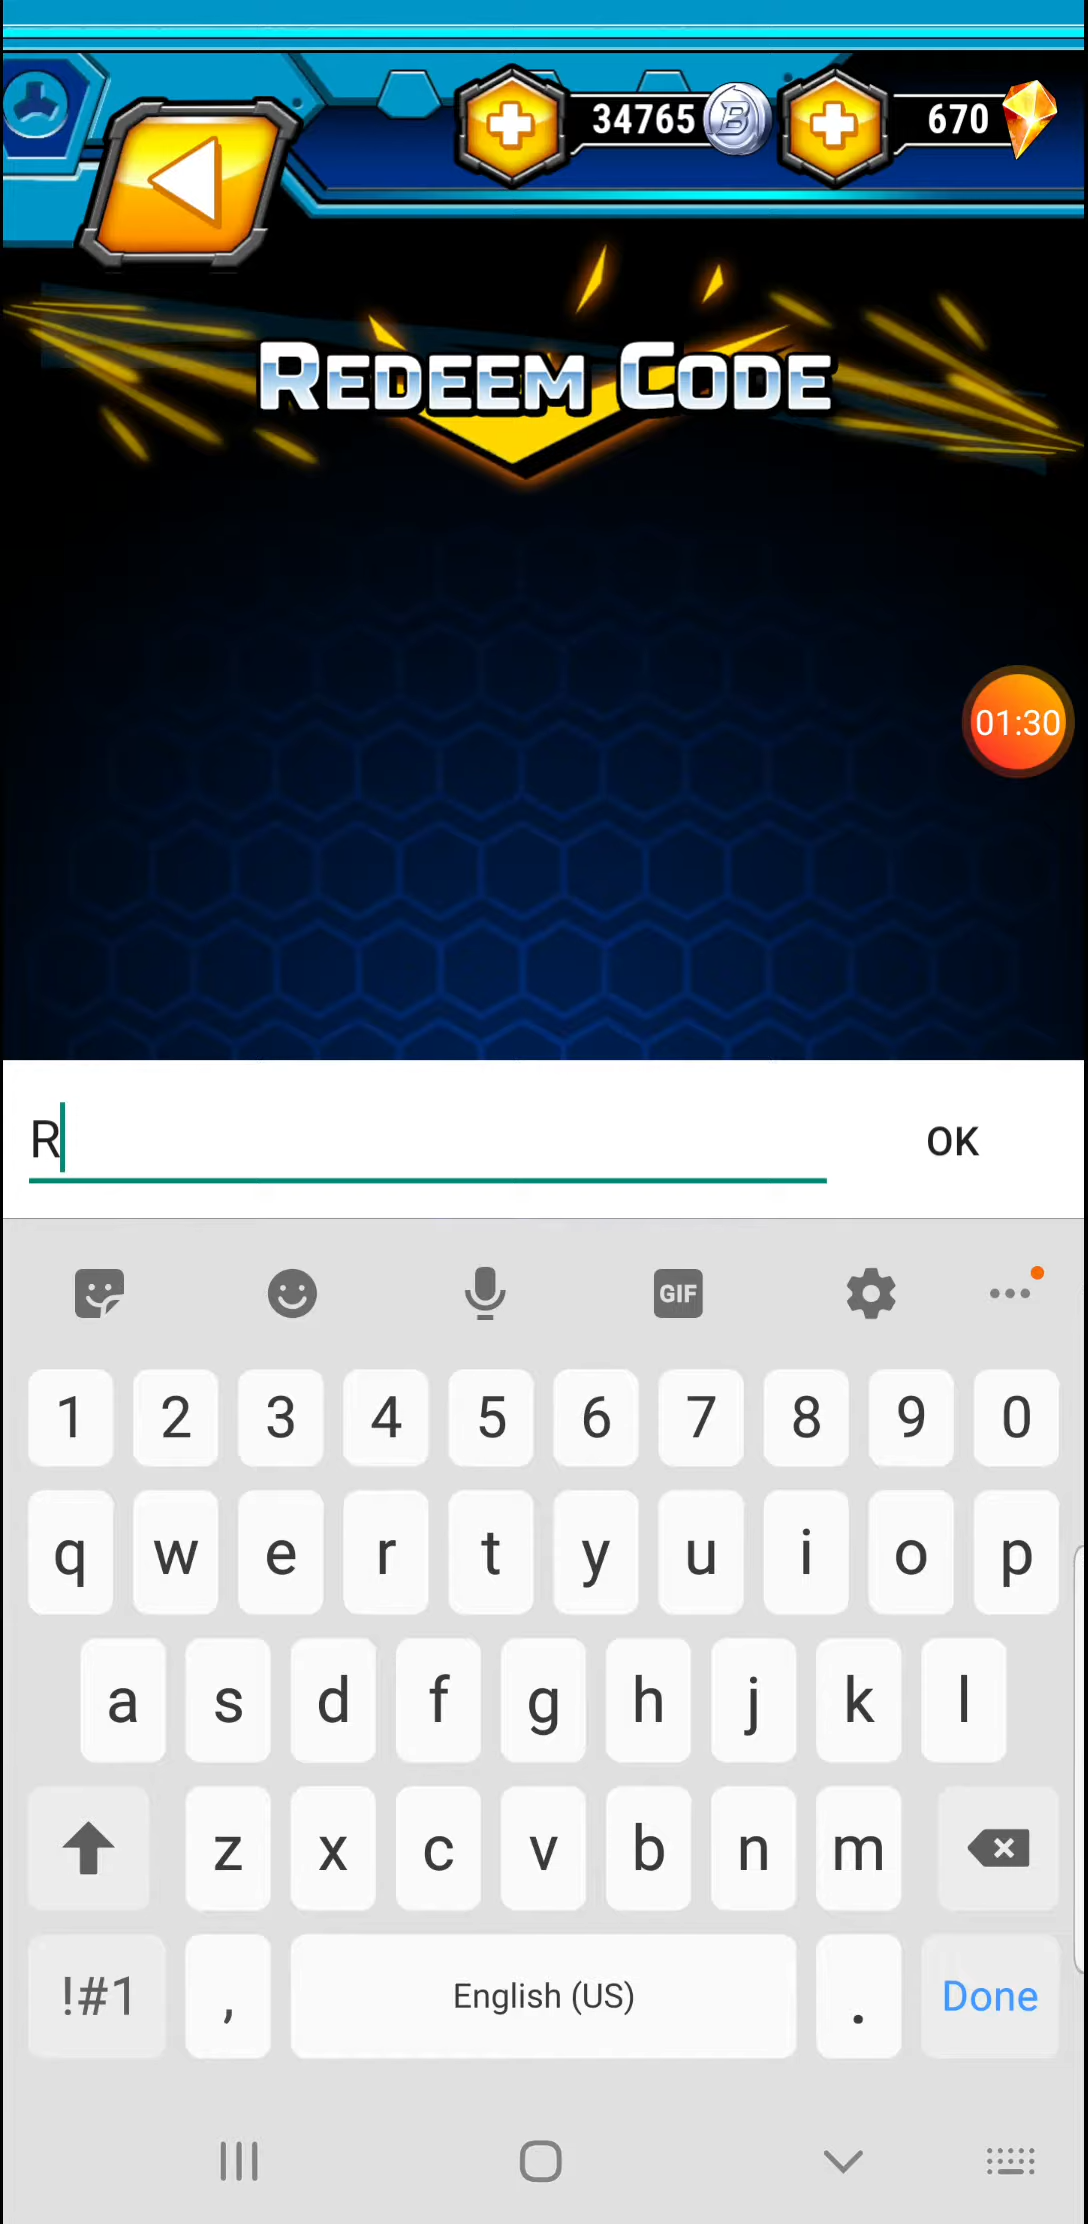 34765 B 670
REDEEM CODE
01:30
R OK
GIF
1 2 3 4 5 6 7 8 9 0
q w e r t y u i o p
a s d f g h j k l
z x c v b n m
!#1 , English (US) . Done